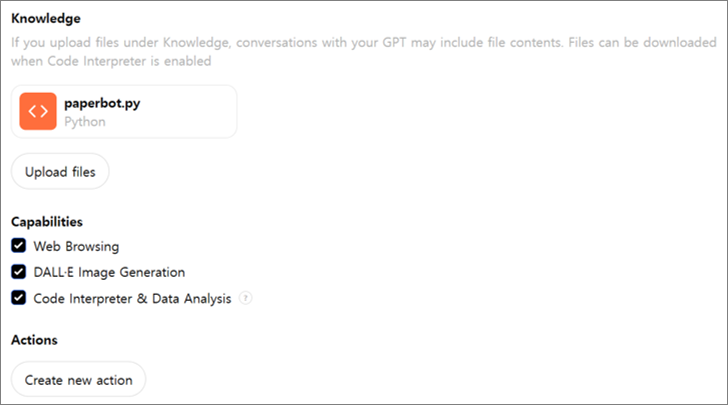 Knowledge
If you upload files under Knowledge, conversations with your GPT may include file contents. Files can be downloaded
when Code Interpreter is enabled
paperbot.py
Python
Upload files
Capabilities
Web Browsing
DALL·E Image Generation
Code Interpreter & Data Analysis ?
Actions
Create new action